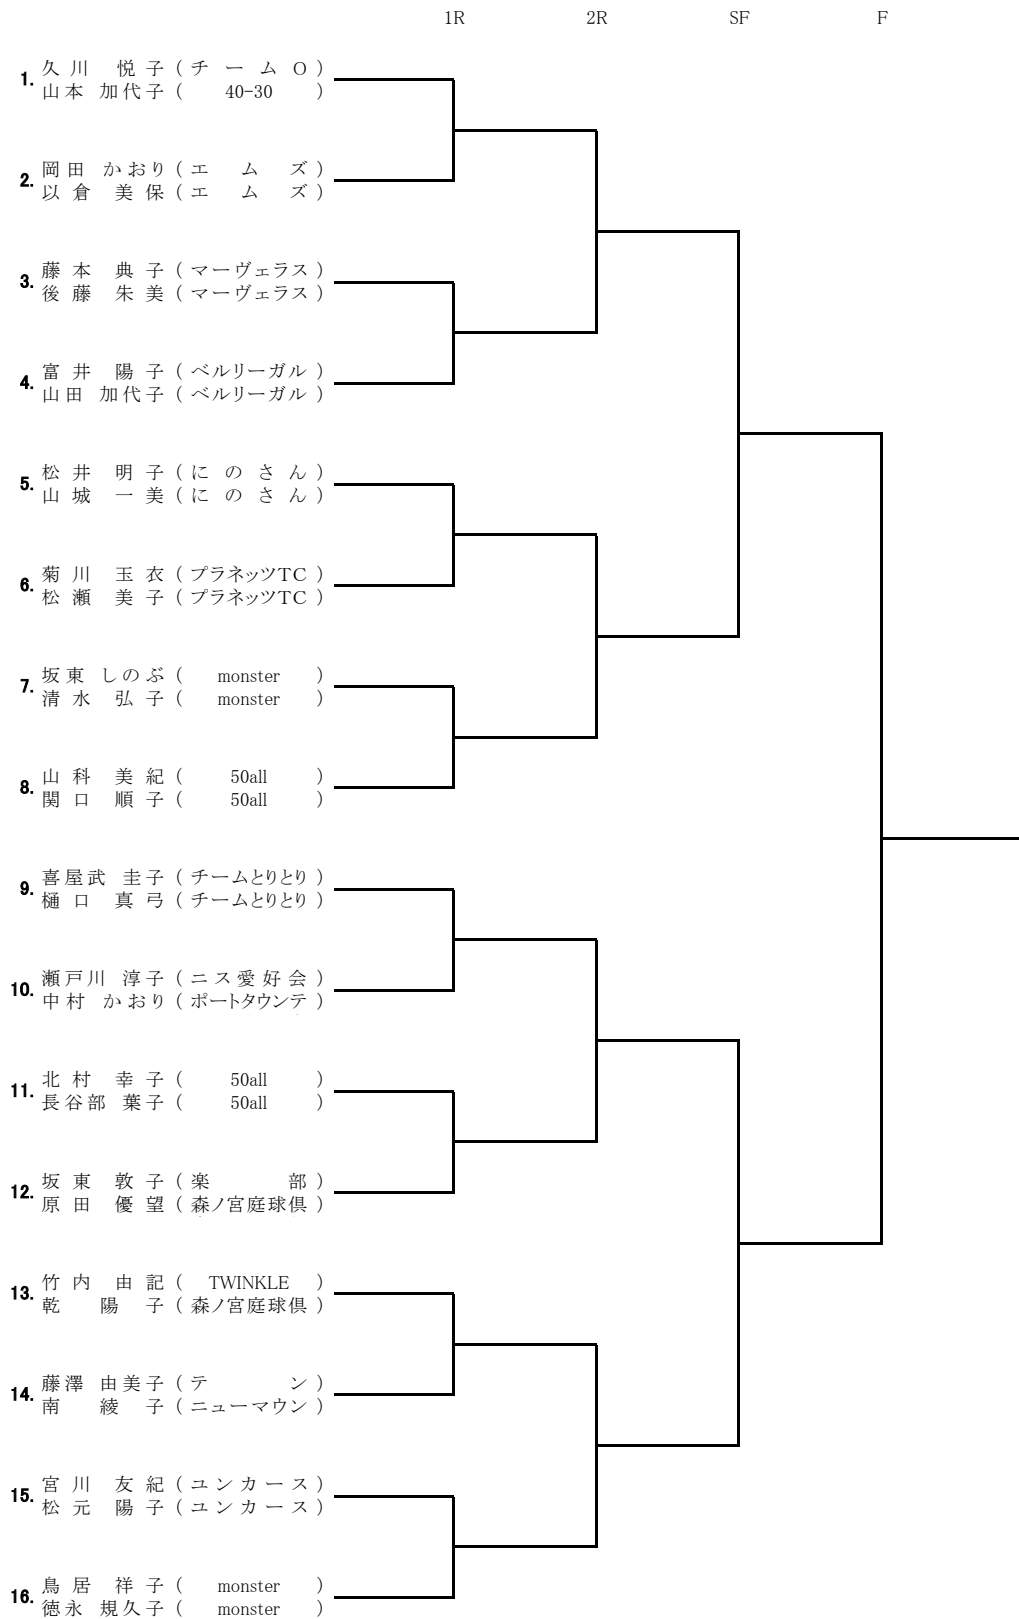 1R 2R SF F
1. 久川 悦子 ( チームO )
山本 加代子 ( 40-30 )
2. 岡田 かおり ( エムズ )
以倉 美保 ( エムズ )
3. 藤本 典子 ( マーヴェラス )
後藤 朱美 ( マーヴェラス )
4. 富井 陽子 ( ベルリーガル )
山田 加代子 ( ベルリーガル )
5. 松井 明子 ( にのさん )
山城 一美 ( にのさん )
6. 菊川 玉衣 ( プラネッツTC )
松瀬 美子 ( プラネッツTC )
7. 坂東 しのぶ ( monster )
清水 弘子 ( monster )
8. 山科 美紀 ( 50all )
関口 順子 ( 50all )
9. 喜屋武 圭子 ( チームとりとり )
樋口 真弓 ( チームとりとり )
10. 瀬戸川 淳子 ( ニス愛好会 )
中村 かおり ( ポートタウンテ )
11. 北村 幸子 ( 50all )
長谷部 葉子 ( 50all )
12. 坂東 敦子 ( 楽部 )
原田 優望 ( 森ノ宮庭球倶 )
13. 竹内 由記 ( TWINKLE )
乾 陽子 ( 森ノ宮庭球倶 )
14. 藤澤 由美子 ( テン )
南 綾子 ( ニューマウン )
15. 宮川 友紀 ( ユンカース )
松元 陽子 ( ユンカース )
16. 鳥居 祥子 ( monster )
徳永 規久子 ( monster )